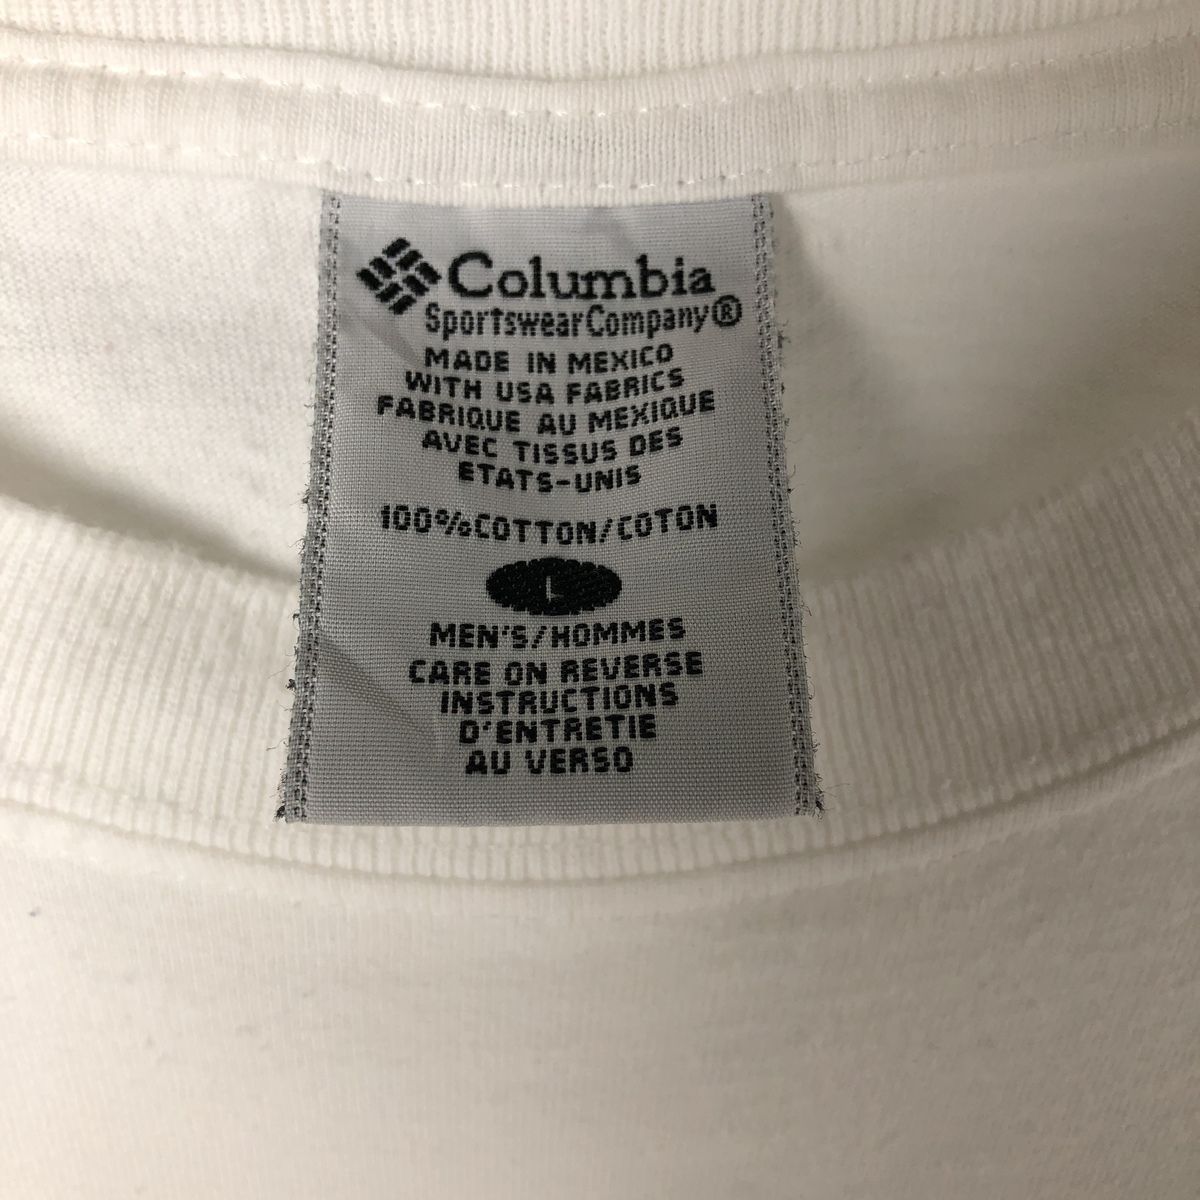 Columbia
SportswearCompany®
MADE IN MEXICO
WITH USA FABRICS
FABRIQUE AU MEXIQUE
AVEC TISSUS DES
ETATS-UNIS
100%COTTON/COTON
L
MEN'S/HOMMES
CARE ON REVERSE
INSTRUCTIONS
D'ENTRETIE
AU VERSO